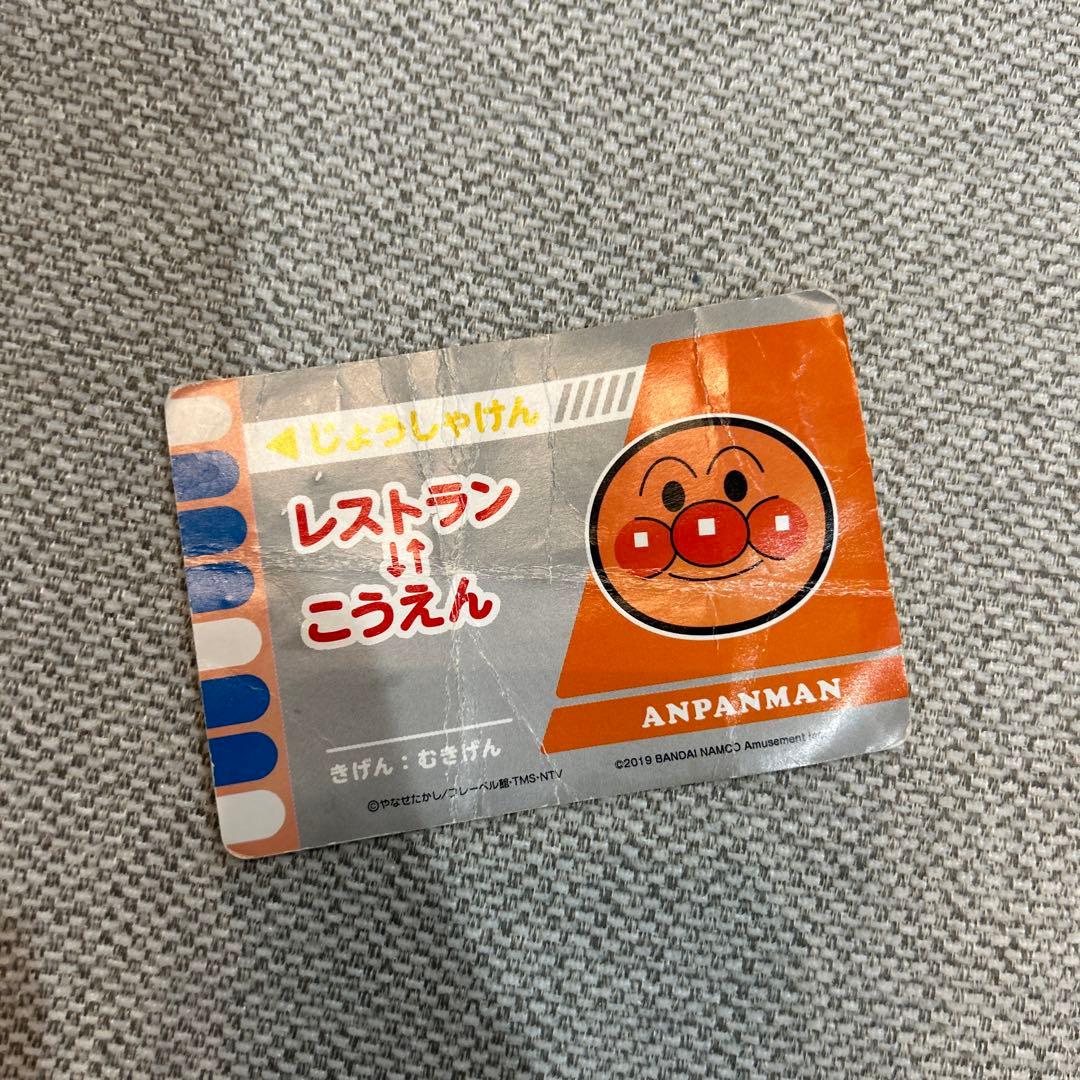 ◀じょうしゃけん
レストラン
↓↑
こうえん
きげん：むきげん
©やなせたかし/フレーベル館・TMS・NTV
ANPANMAN
©2019 BANDAI NAMCO Amusement